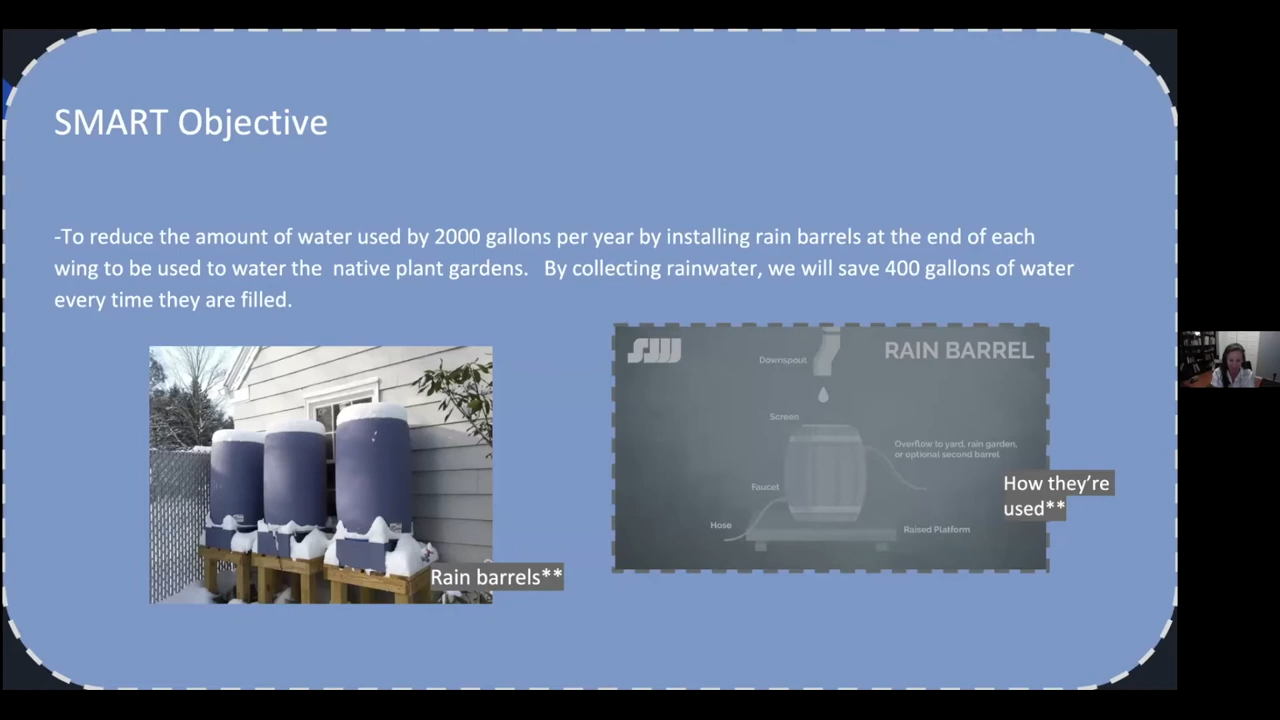 SMART Objective
-To reduce the amount of water used by 2000 gallons per year by installing rain barrels at the end of each
wing to be used to water the  native plant gardens.   By collecting rainwater, we will save 400 gallons of water
every time they are filled.
SJW
RAIN BARREL
Downspout
Screen
Overflow to yard, rain garden,
or optional second barrel
Faucet
Hose
Raised Platform
How they're
used**
Rain barrels**